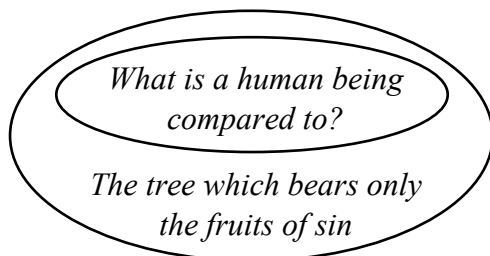 What is a human being
compared to?
The tree which bears only
the fruits of sin